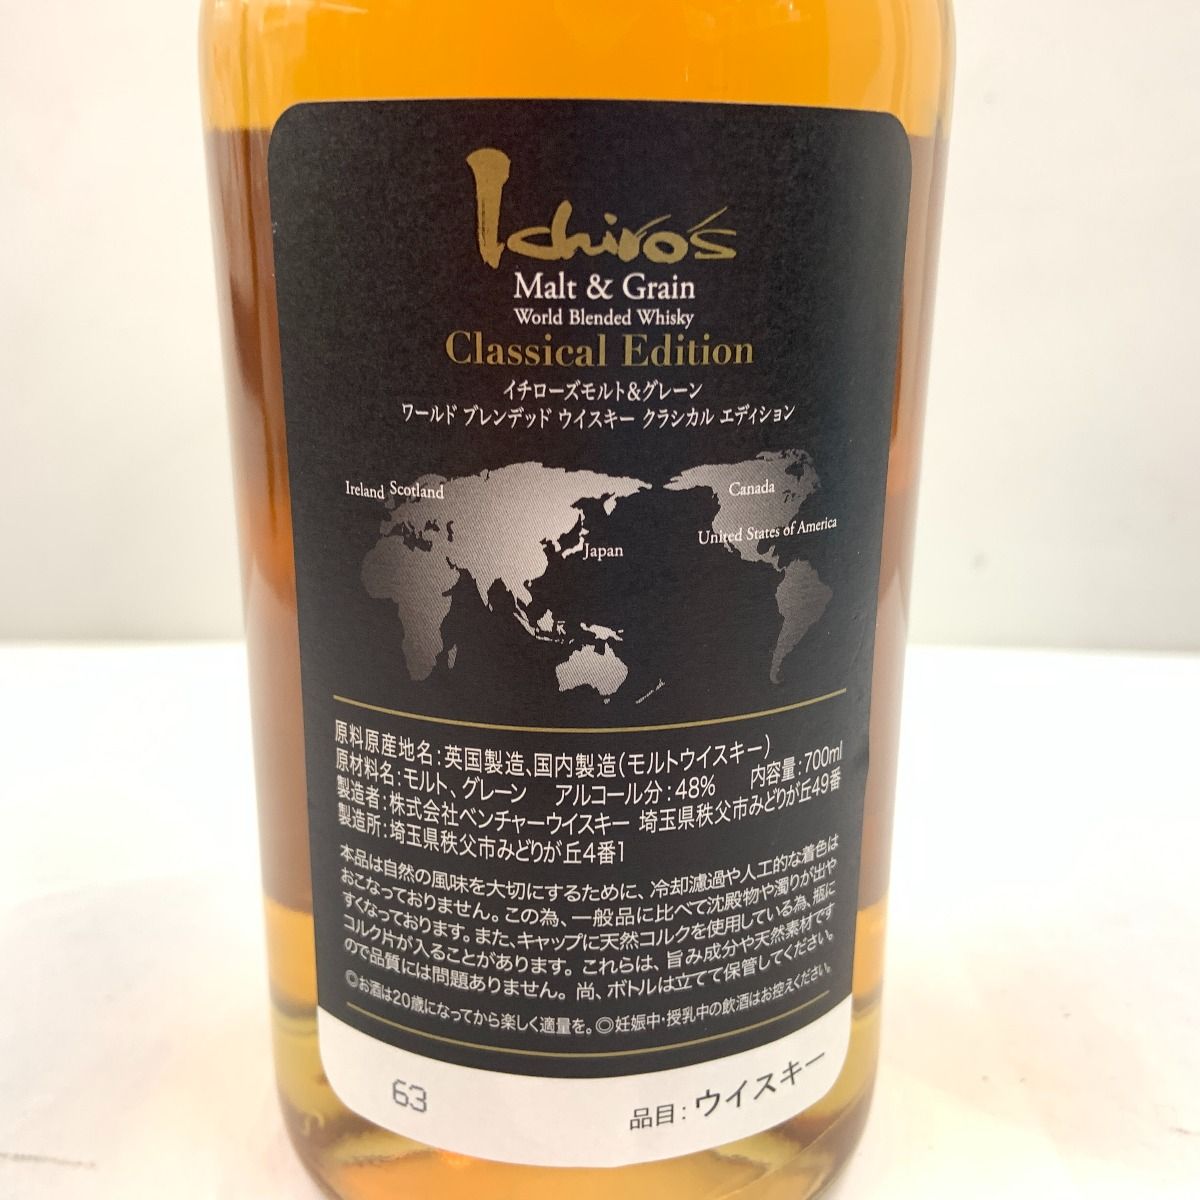 Ichiro's
Malt & Grain
World Blended Whisky
Classical Edition
イチローズモルト&グレーン
ワールド ブレンデッド ウイスキー クラシカル エディション
Ireland Scotland
Canada
United States of America
Japan
原料原産地名:英国製造、国内製造(モルトウイスキー)
原材料名:モルト、グレーン アルコール分:48% 内容量:700ml
製造者:株式会社ベンチャーウイスキー 埼玉県秩父市みどりが丘49番
製造所:埼玉県秩父市みどりが丘4番1
本品は自然の風味を大切にするために、冷却濾過や人工的な着色は
おこなっておりません。この為、一般品に比べて沈殿物や濁りが出や
すくなっております。また、キャップに天然コルクを使用している為、瓶に
コルク片が入ることがあります。これらは、旨み成分や天然素材です
ので品質には問題ありません。尚、ボトルは立てて保管してください。
◎お酒は20歳になってから楽しく適量を。◎妊娠中・授乳中の飲酒はお控えください。
63
品目:ウイスキー